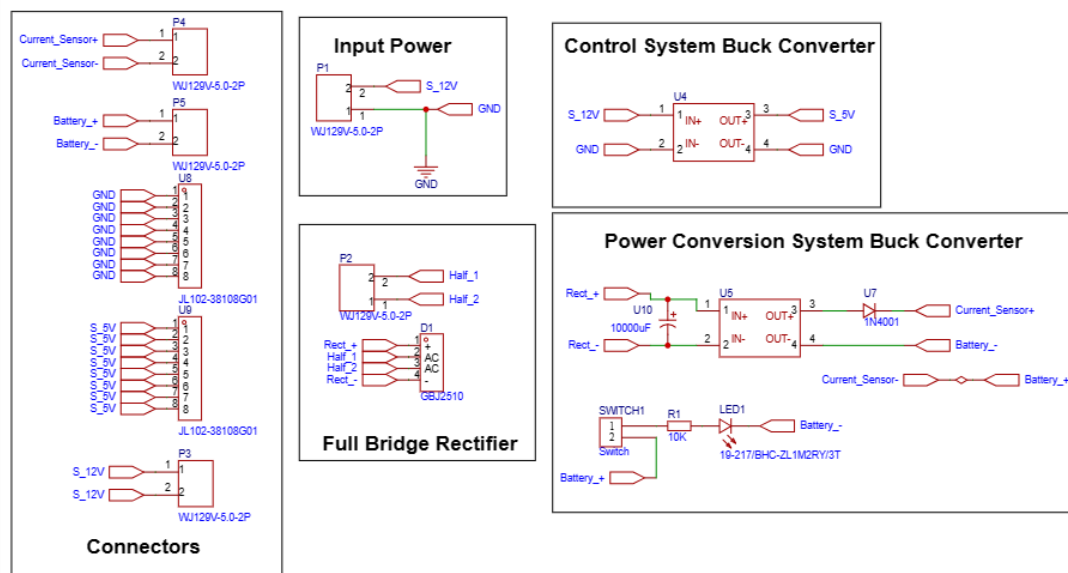 P4
Current_Sensor+ 1 1
Current_Sensor- 2 2
WJ129V-5.0-2P
P5
Battery_+ 1 1
Battery_- 2 2
WJ129V-5.0-2P
U8
GND 1 1
GND 2 2
GND 3 3
GND 4 4
GND 5 5
GND 6 6
GND 7 7
GND 8 8
JL102-38108G01
U9
S_5V 1 1
S_5V 2 2
S_5V 3 3
S_5V 4 4
S_5V 5 5
S_5V 6 6
S_5V 7 7
S_5V 8 8
JL102-38108G01
P3
S_12V 1 1
S_12V 2 2
WJ129V-5.0-2P
Connectors
Input Power
P1
2 2 S_12V
1 1 GND
WJ129V-5.0-2P
GND
P2
2 2 Half_1
1 1 Half_2
WJ129V-5.0-2P
D1
Rect_+ 1 +
Half_1 2 AC
Half_2 3 AC
Rect_- 4 -
GBJ2510
Full Bridge Rectifier
Control System Buck Converter
U4
S_12V 1 1 IN+ OUT+ 3 3 S_5V
GND 2 2 IN- OUT- 4 4 GND
Power Conversion System Buck Converter
Rect_+ U10 1 1 U5 IN+ OUT+ 3 3 U7 Current_Sensor+
10000uF + 1N4001
Rect_- 2 2 IN- OUT- 4 4 Battery_-
Current_Sensor- Battery_+
SWITCH1 R1 LED1
1 Battery_-
2 10K
Switch 19-217/BHC-ZL1M2RY/3T
Battery_+